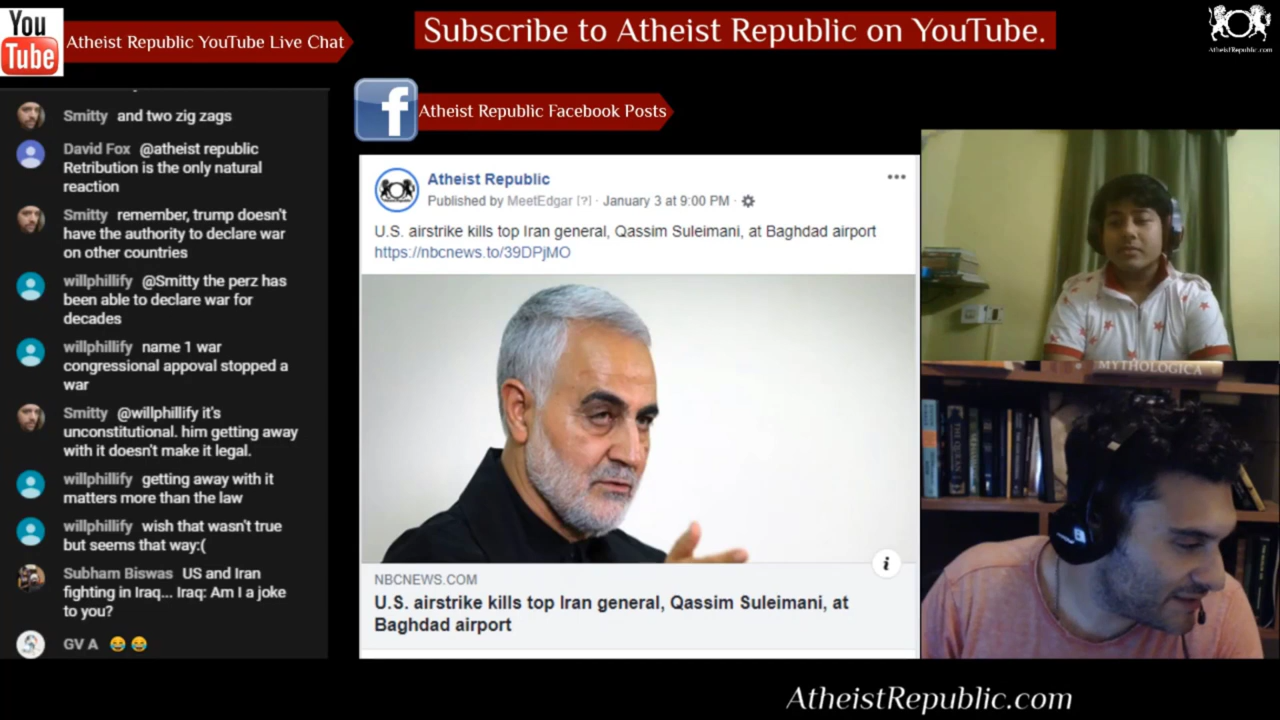 You
Tube
Atheist Republic YouTube Live Chat
Subscribe to Atheist Republic on YouTube.
AtheistRepublic.com
Atheist Republic Facebook Posts
Smitty and two zig zags
David Fox @atheist republic
Retribution is the only natural
reaction
Smitty remember, trump doesn't
have the authority to declare war
on other countries
willphillify @Smitty the perz has
been able to declare war for
decades
willphillify name 1 war
congressional appoval stopped a
war
Smitty @willphillify it's
unconstitutional. him getting away
with it doesn't make it legal.
willphillify getting away with it
matters more than the law
willphillify wish that wasn't true
but seems that way:(
Subham Biswas US and Iran
fighting in Iraq... Iraq: Am I a joke
to you?
GV A 😂 😂
f
Atheist Republic
Published by MeetEdgar [?] · January 3 at 9:00 PM ·
U.S. airstrike kills top Iran general, Qassim Suleimani, at Baghdad airport
https://nbcnews.to/39DPjMO
i
NBCNEWS.COM
U.S. airstrike kills top Iran general, Qassim Suleimani, at
Baghdad airport
MYTHOLOGICA
THE QURAN
AtheistRepublic.com